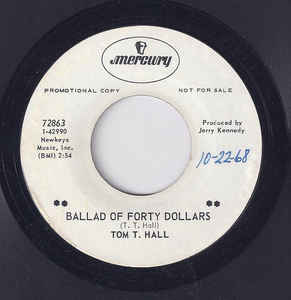 mercury
PROMOTIONAL COPY NOT FOR SALE
72863
1-42990
Newkeys
Music, Inc.
(BMI) 2:54
Produced by
Jerry Kennedy
10-22-68
** **
BALLAD OF FORTY DOLLARS
(T. T. Hall)
TOM T. HALL